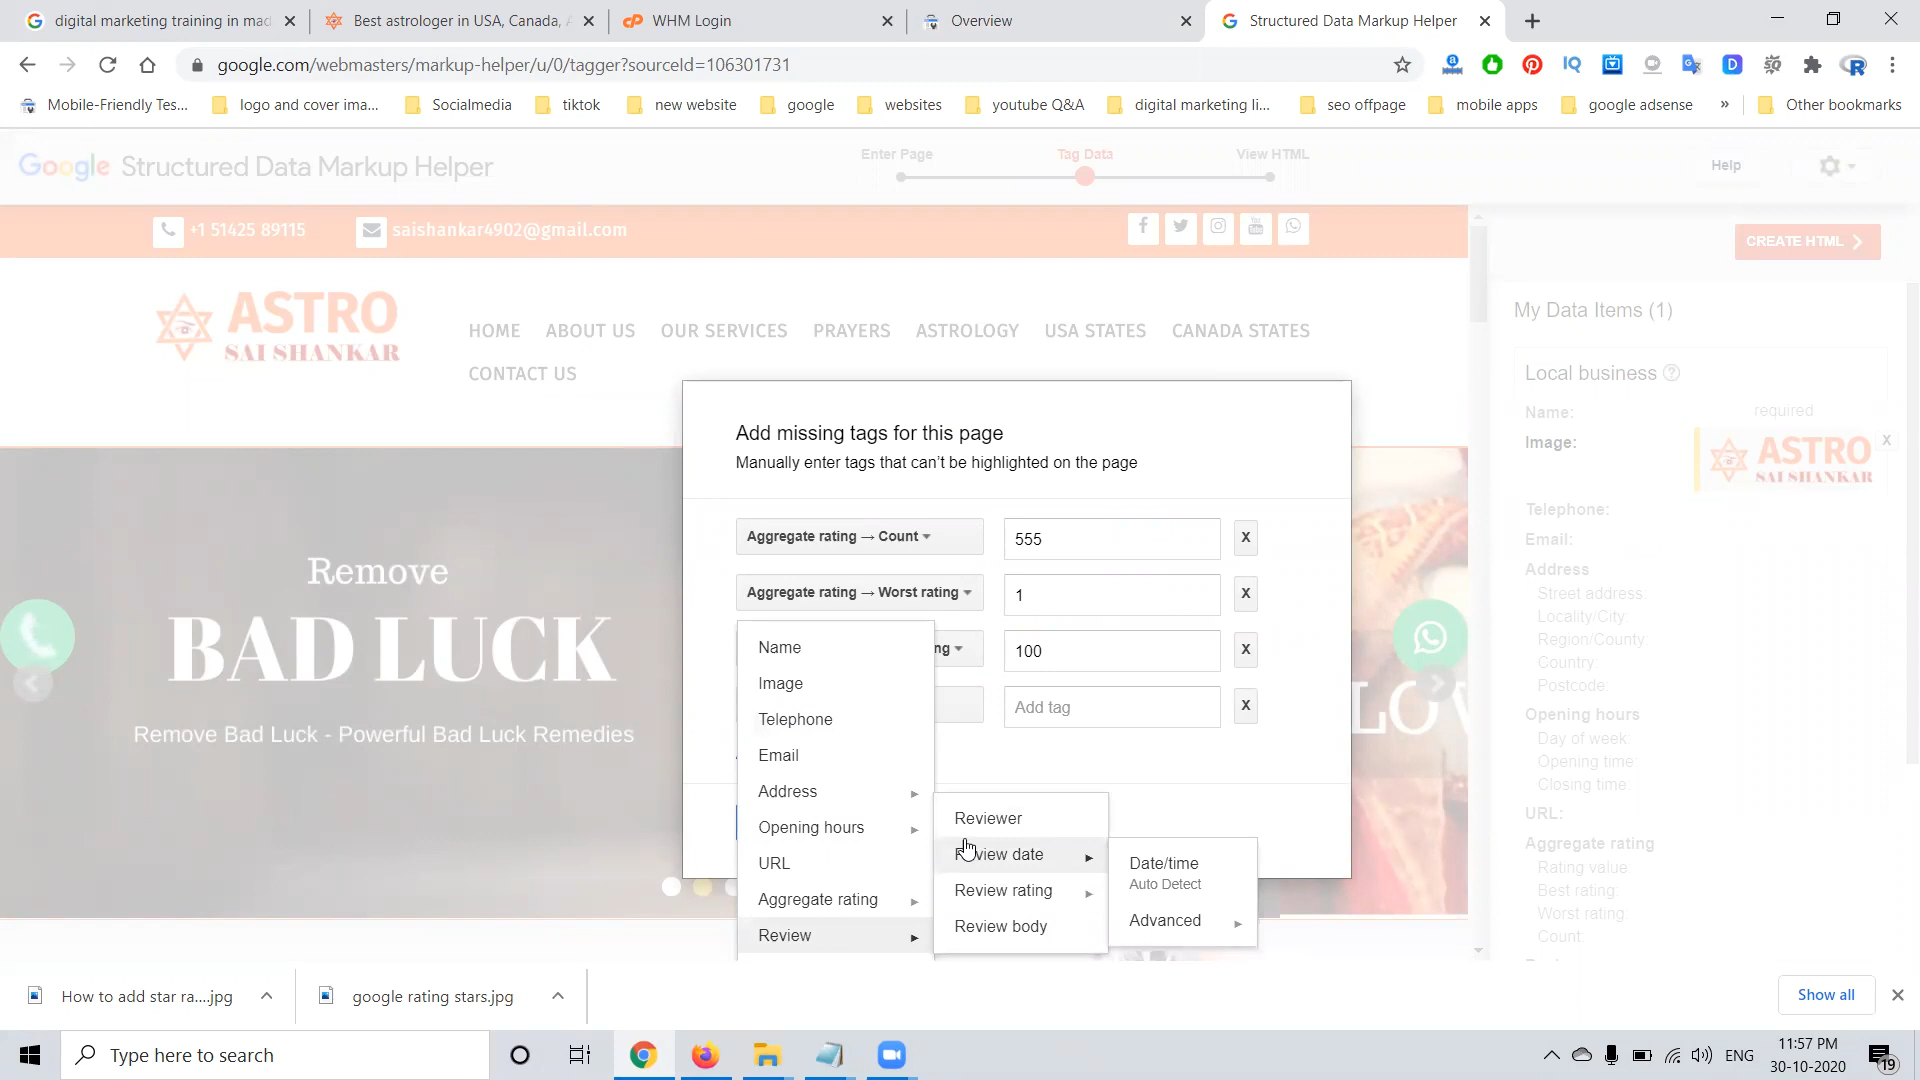 digital marketing training in mad
Best astrologer in USA, Canada, A
WHM Login
Overview
Structured Data Markup Helper
google.com/webmasters/markup-helper/u/0/tagger?sourceId=106301731
Mobile-Friendly Tes...
logo and cover ima...
Socialmedia
tiktok
new website
google
websites
youtube Q&A
digital marketing li...
seo offpage
mobile apps
google adsense
»
Other bookmarks
Google Structured Data Markup Helper
Enter Page
Tag Data
View HTML
Help
+1 51425 89115
saishankar4902@gmail.com
CREATE HTML
ASTRO
SAI SHANKAR
HOME
ABOUT US
OUR SERVICES
PRAYERS
ASTROLOGY
USA STATES
CANADA STATES
CONTACT US
My Data Items (1)
Local business
Name:
required
Image:
ASTRO
SAI SHANKAR
X
Telephone:
Email:
Address
Street address:
Locality/City:
Region/County:
Country:
Postcode:
Opening hours
Day of week:
Opening time:
Closing time:
URL:
Aggregate rating
Rating value:
Best rating:
Worst rating:
Count:
Add missing tags for this page
Manually enter tags that can't be highlighted on the page
Aggregate rating → Count
555
X
Aggregate rating → Worst rating
1
X
ng
100
X
Add tag
X
Name
Image
Telephone
Email
Address
Opening hours
URL
Aggregate rating
Review
Reviewer
Review date
Review rating
Review body
Date/time
Auto Detect
Advanced
Remove
BAD LUCK
Remove Bad Luck - Powerful Bad Luck Remedies
LOV
How to add star ra....jpg
google rating stars.jpg
Show all
Type here to search
ENG
11:57 PM
30-10-2020
19